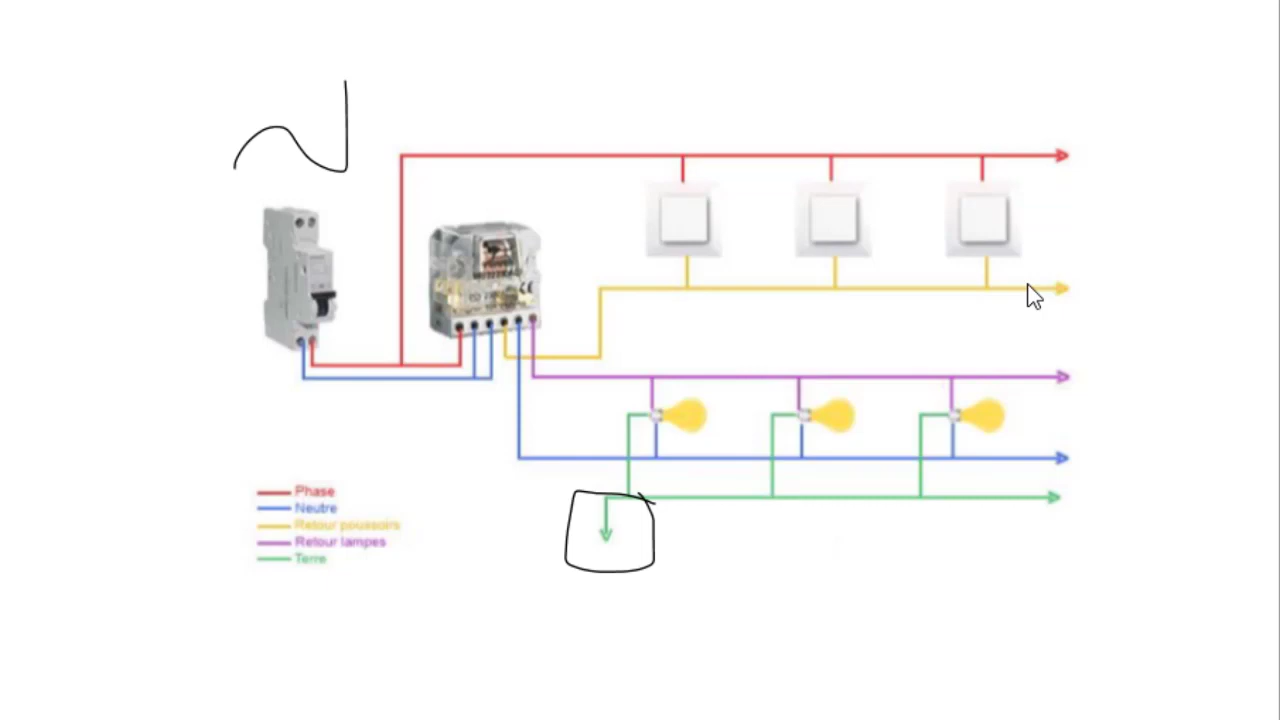 Phase
Neutre
Retour poussoirs
Retour lampes
Terre